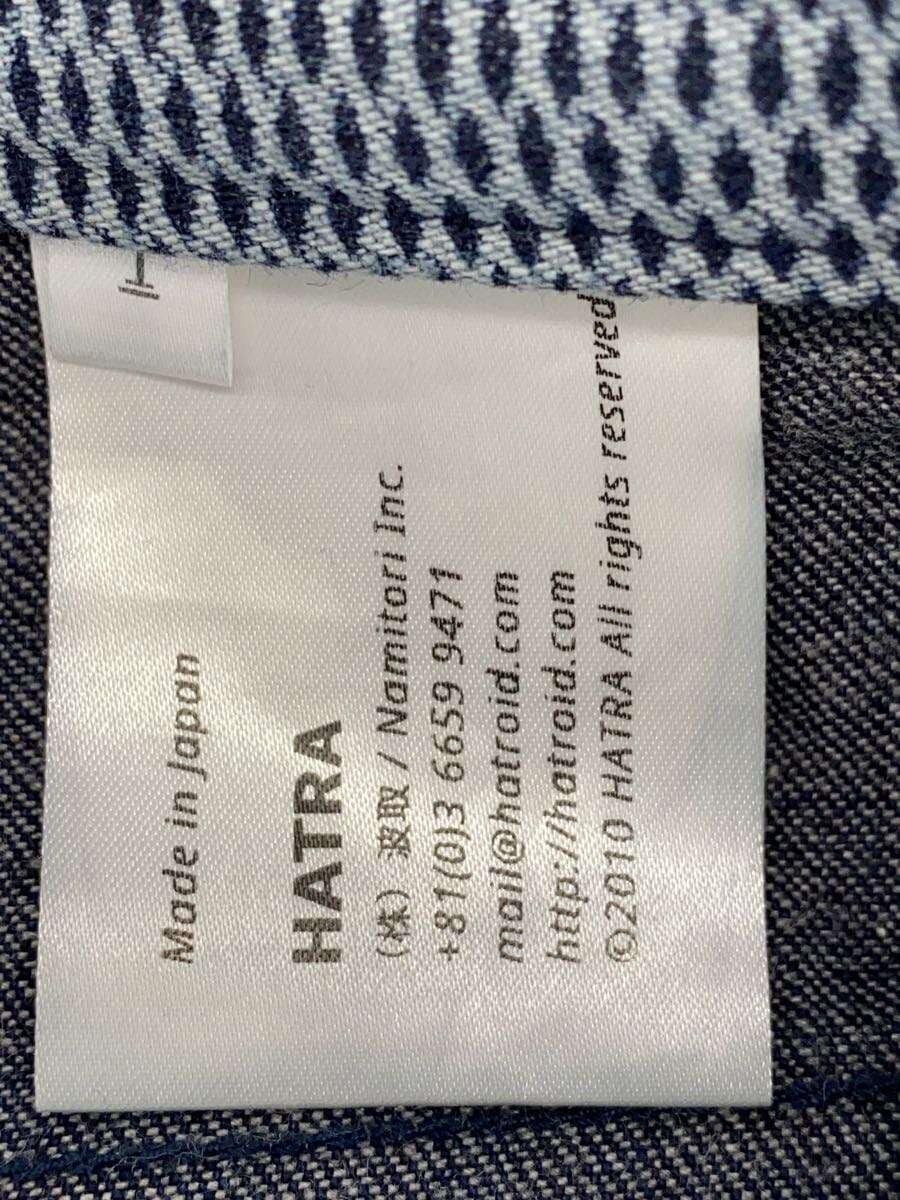 Made in Japan
HATRA
(株) 波取 / Namitori Inc.
+81(0)3 6659 9471
mail@hatroid.com
http://hatroid.com
©2010 HATRA All rights reserved